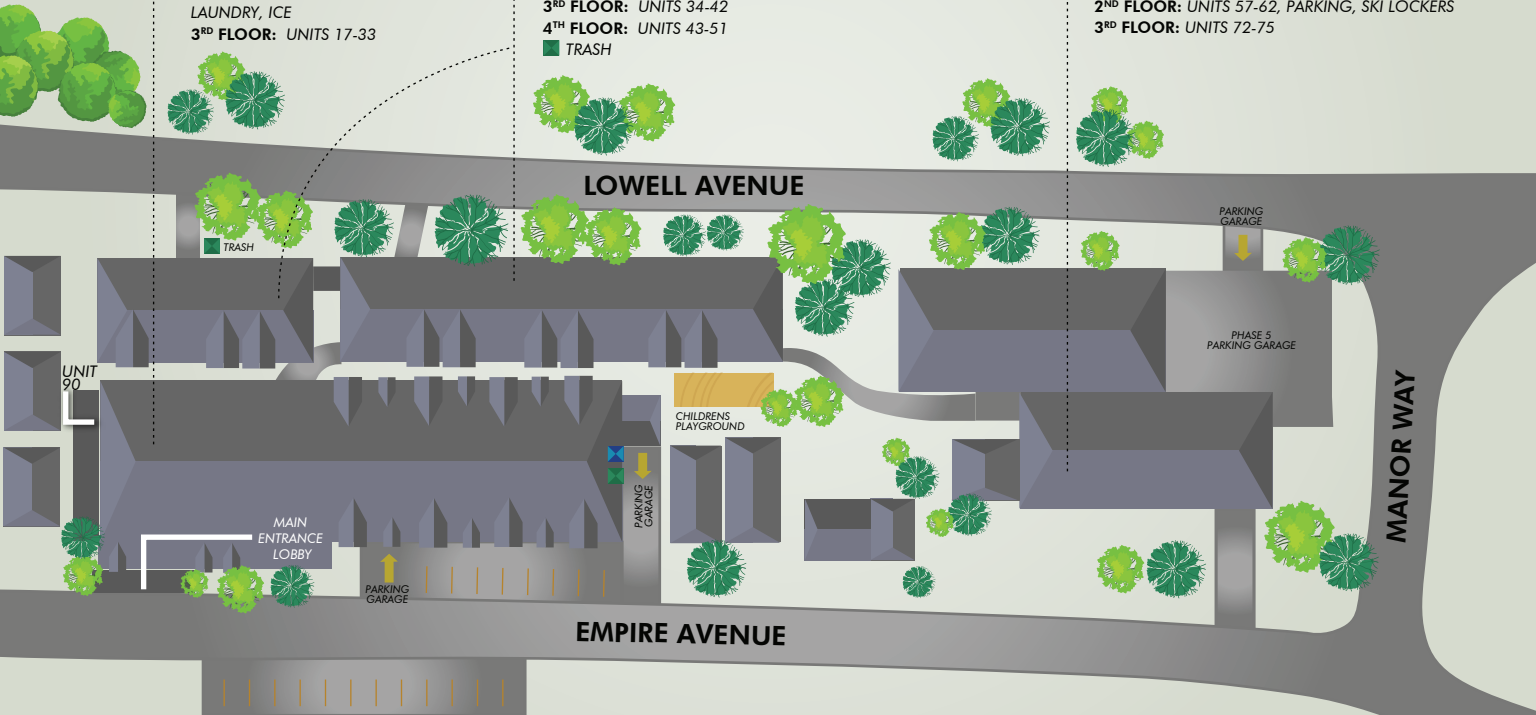 LAUNDRY, ICE
3RD FLOOR: UNITS 17-33
3RD FLOOR: UNITS 34-42
4TH FLOOR: UNITS 43-51
TRASH
2ND FLOOR: UNITS 57-62, PARKING, SKI LOCKERS
3RD FLOOR: UNITS 72-75
LOWELL AVENUE
PARKING
GARAGE
TRASH
PHASE 5
PARKING GARAGE
UNIT
90
CHILDRENS
PLAYGROUND
MANOR WAY
PARKING
GARAGE
MAIN
ENTRANCE
LOBBY
PARKING
GARAGE
EMPIRE AVENUE